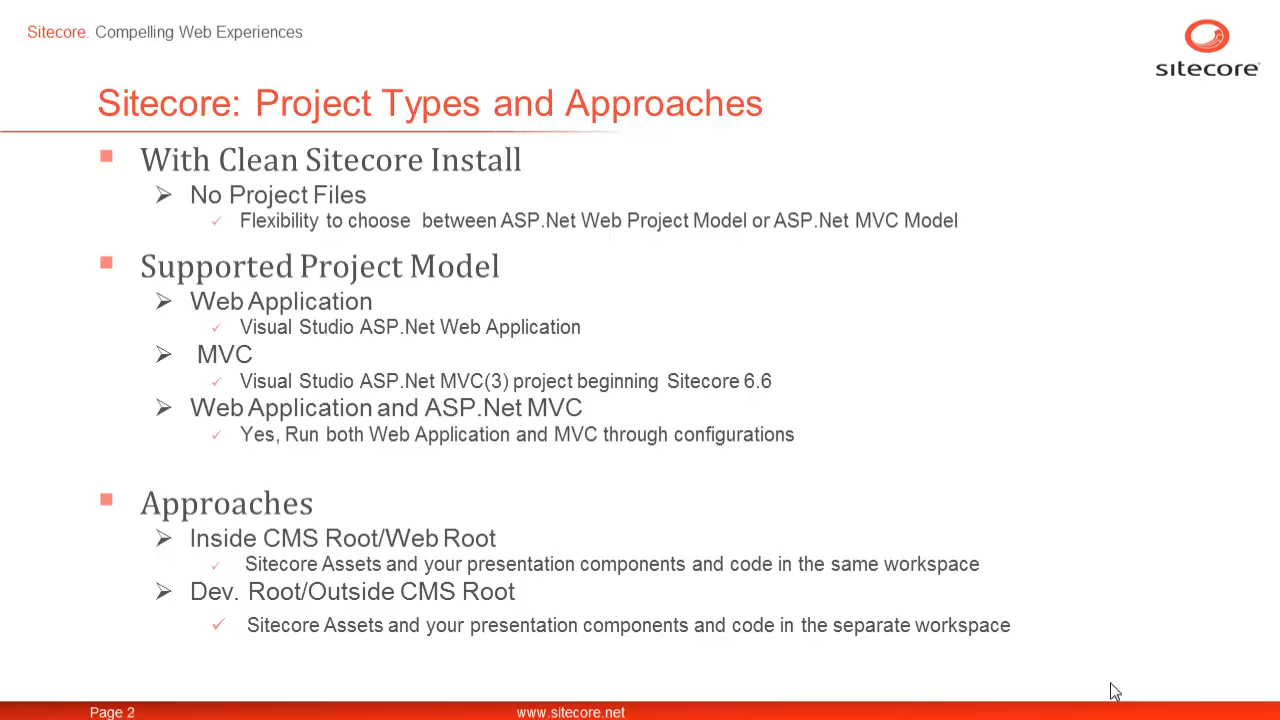 Sitecore. Compelling Web Experiences
sitecore
Sitecore: Project Types and Approaches
With Clean Sitecore Install
No Project Files
Flexibility to choose between ASP.Net Web Project Model or ASP.Net MVC Model
Supported Project Model
Web Application
Visual Studio ASP.Net Web Application
MVC
Visual Studio ASP.Net MVC(3) project beginning Sitecore 6.6
Web Application and ASP.Net MVC
Yes, Run both Web Application and MVC through configurations
Approaches
Inside CMS Root/Web Root
Sitecore Assets and your presentation components and code in the same workspace
Dev. Root/Outside CMS Root
Sitecore Assets and your presentation components and code in the separate workspace
Page 2
www.sitecore.net